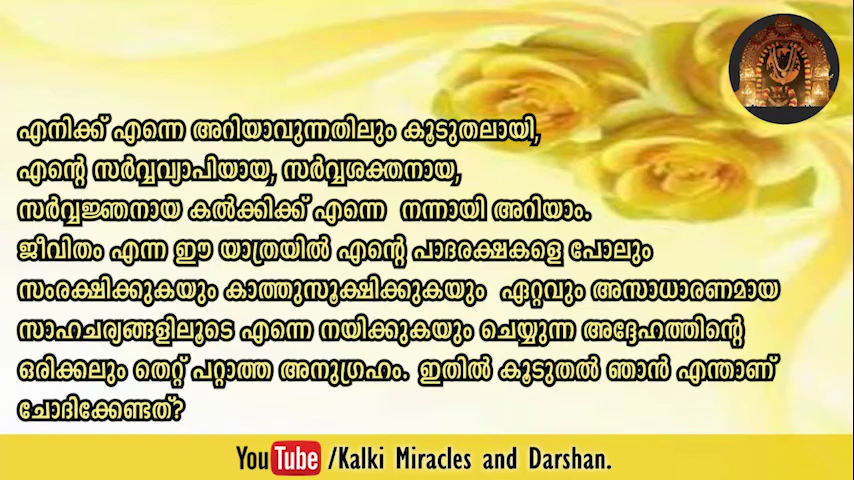 എനിക്ക് എന്നെ അറിയാവുന്നതിലും കൂടുതലായി,
എന്റെ സർവ്വവ്യാപിയായ, സർവ്വശക്തനായ,
സർവ്വജ്ഞനായ കൽക്കിക്ക് എന്നെ നന്നായി അറിയാം.
ജീവിതം എന്ന ഈ യാത്രയിൽ എന്റെ പാദരക്ഷകളെ പോലും
സംരക്ഷിക്കുകയും കാത്തുസൂക്ഷിക്കുകയും ഏറ്റവും അസാധാരണമായ
സാഹചര്യങ്ങളിലൂടെ എന്നെ നയിക്കുകയും ചെയ്യുന്ന അദ്ദേഹത്തിന്റെ
ഒരിക്കലും തെറ്റ് പറ്റാത്ത അനുഗ്രഹം. ഇതിൽ കൂടുതൽ ഞാൻ എന്താണ്
ചോദിക്കേണ്ടത്?
YouTube /Kalki Miracles and Darshan.